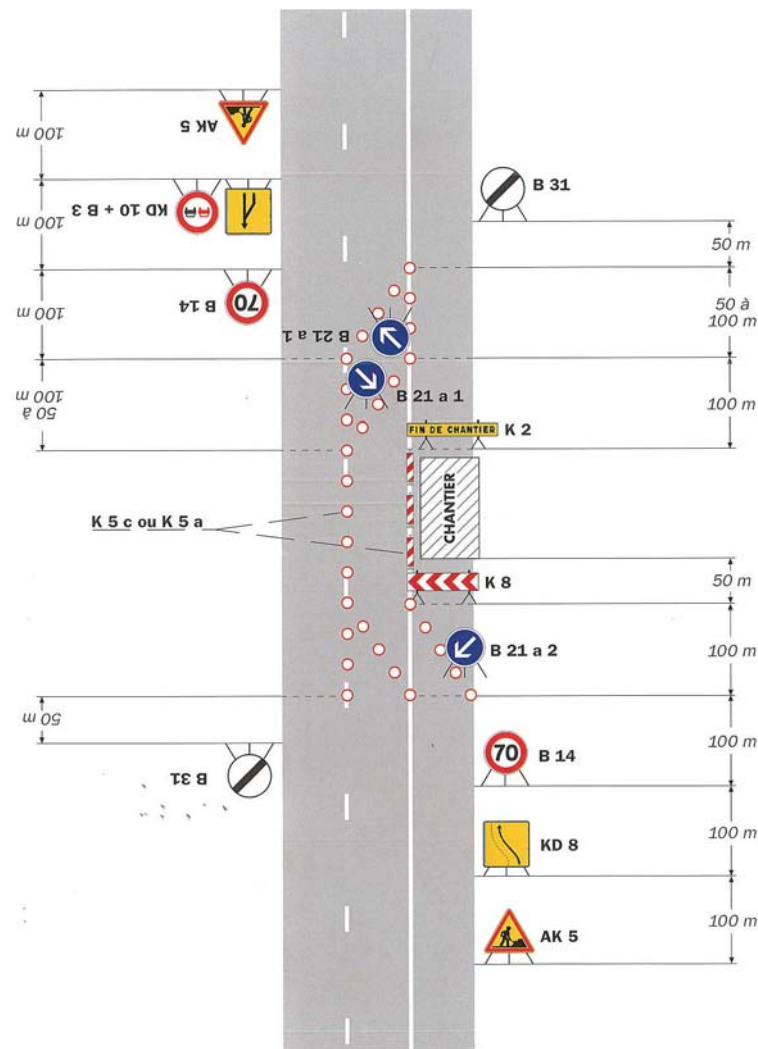 100 m
AK 5
100 m
KD 10 + B 3
B 31
50 m
100 m
70
B 14
50 à
100 m
B 21 a 1
50 à
100 m
B 21 a 1
100 m
FIN DE CHANTIER
K 2
CHANTIER
K 5 c ou K 5 a
50 m
K 8
B 21 a 2
100 m
50 m
B 31
70
B 14
100 m
KD 8
100 m
AK 5
100 m